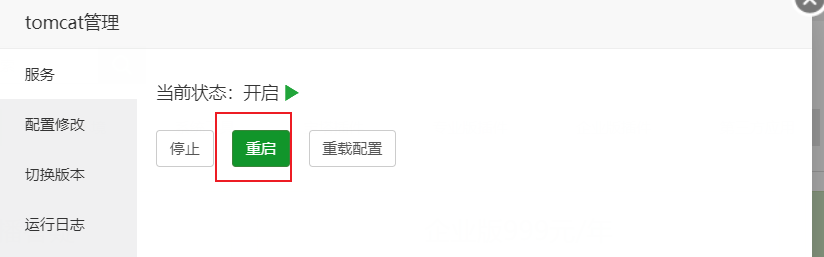 tomcat管理
服务
配置修改
切换版本
运行日志
当前状态：开启
停止 重启 重载配置